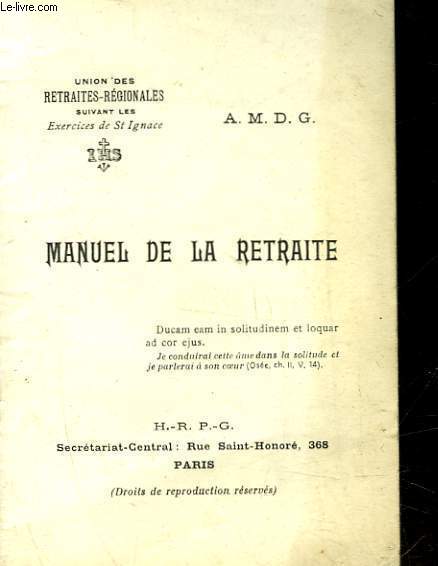 Le-livre.com
UNION DES
RETRAITES-RÉGIONALES
SUIVANT LES
Exercices de St Ignace
IHS
A. M. D. G.
MANUEL DE LA RETRAITE
Ducam eam in solitudinem et loquar
ad cor ejus.
Je conduirai cette âme dans la solitude et
je parlerai à son cœur (Osée, ch. II, V, 14).
H.-R. P.-G.
Secrétariat-Central : Rue Saint-Honoré, 368
PARIS
(Droits de reproduction réservés)